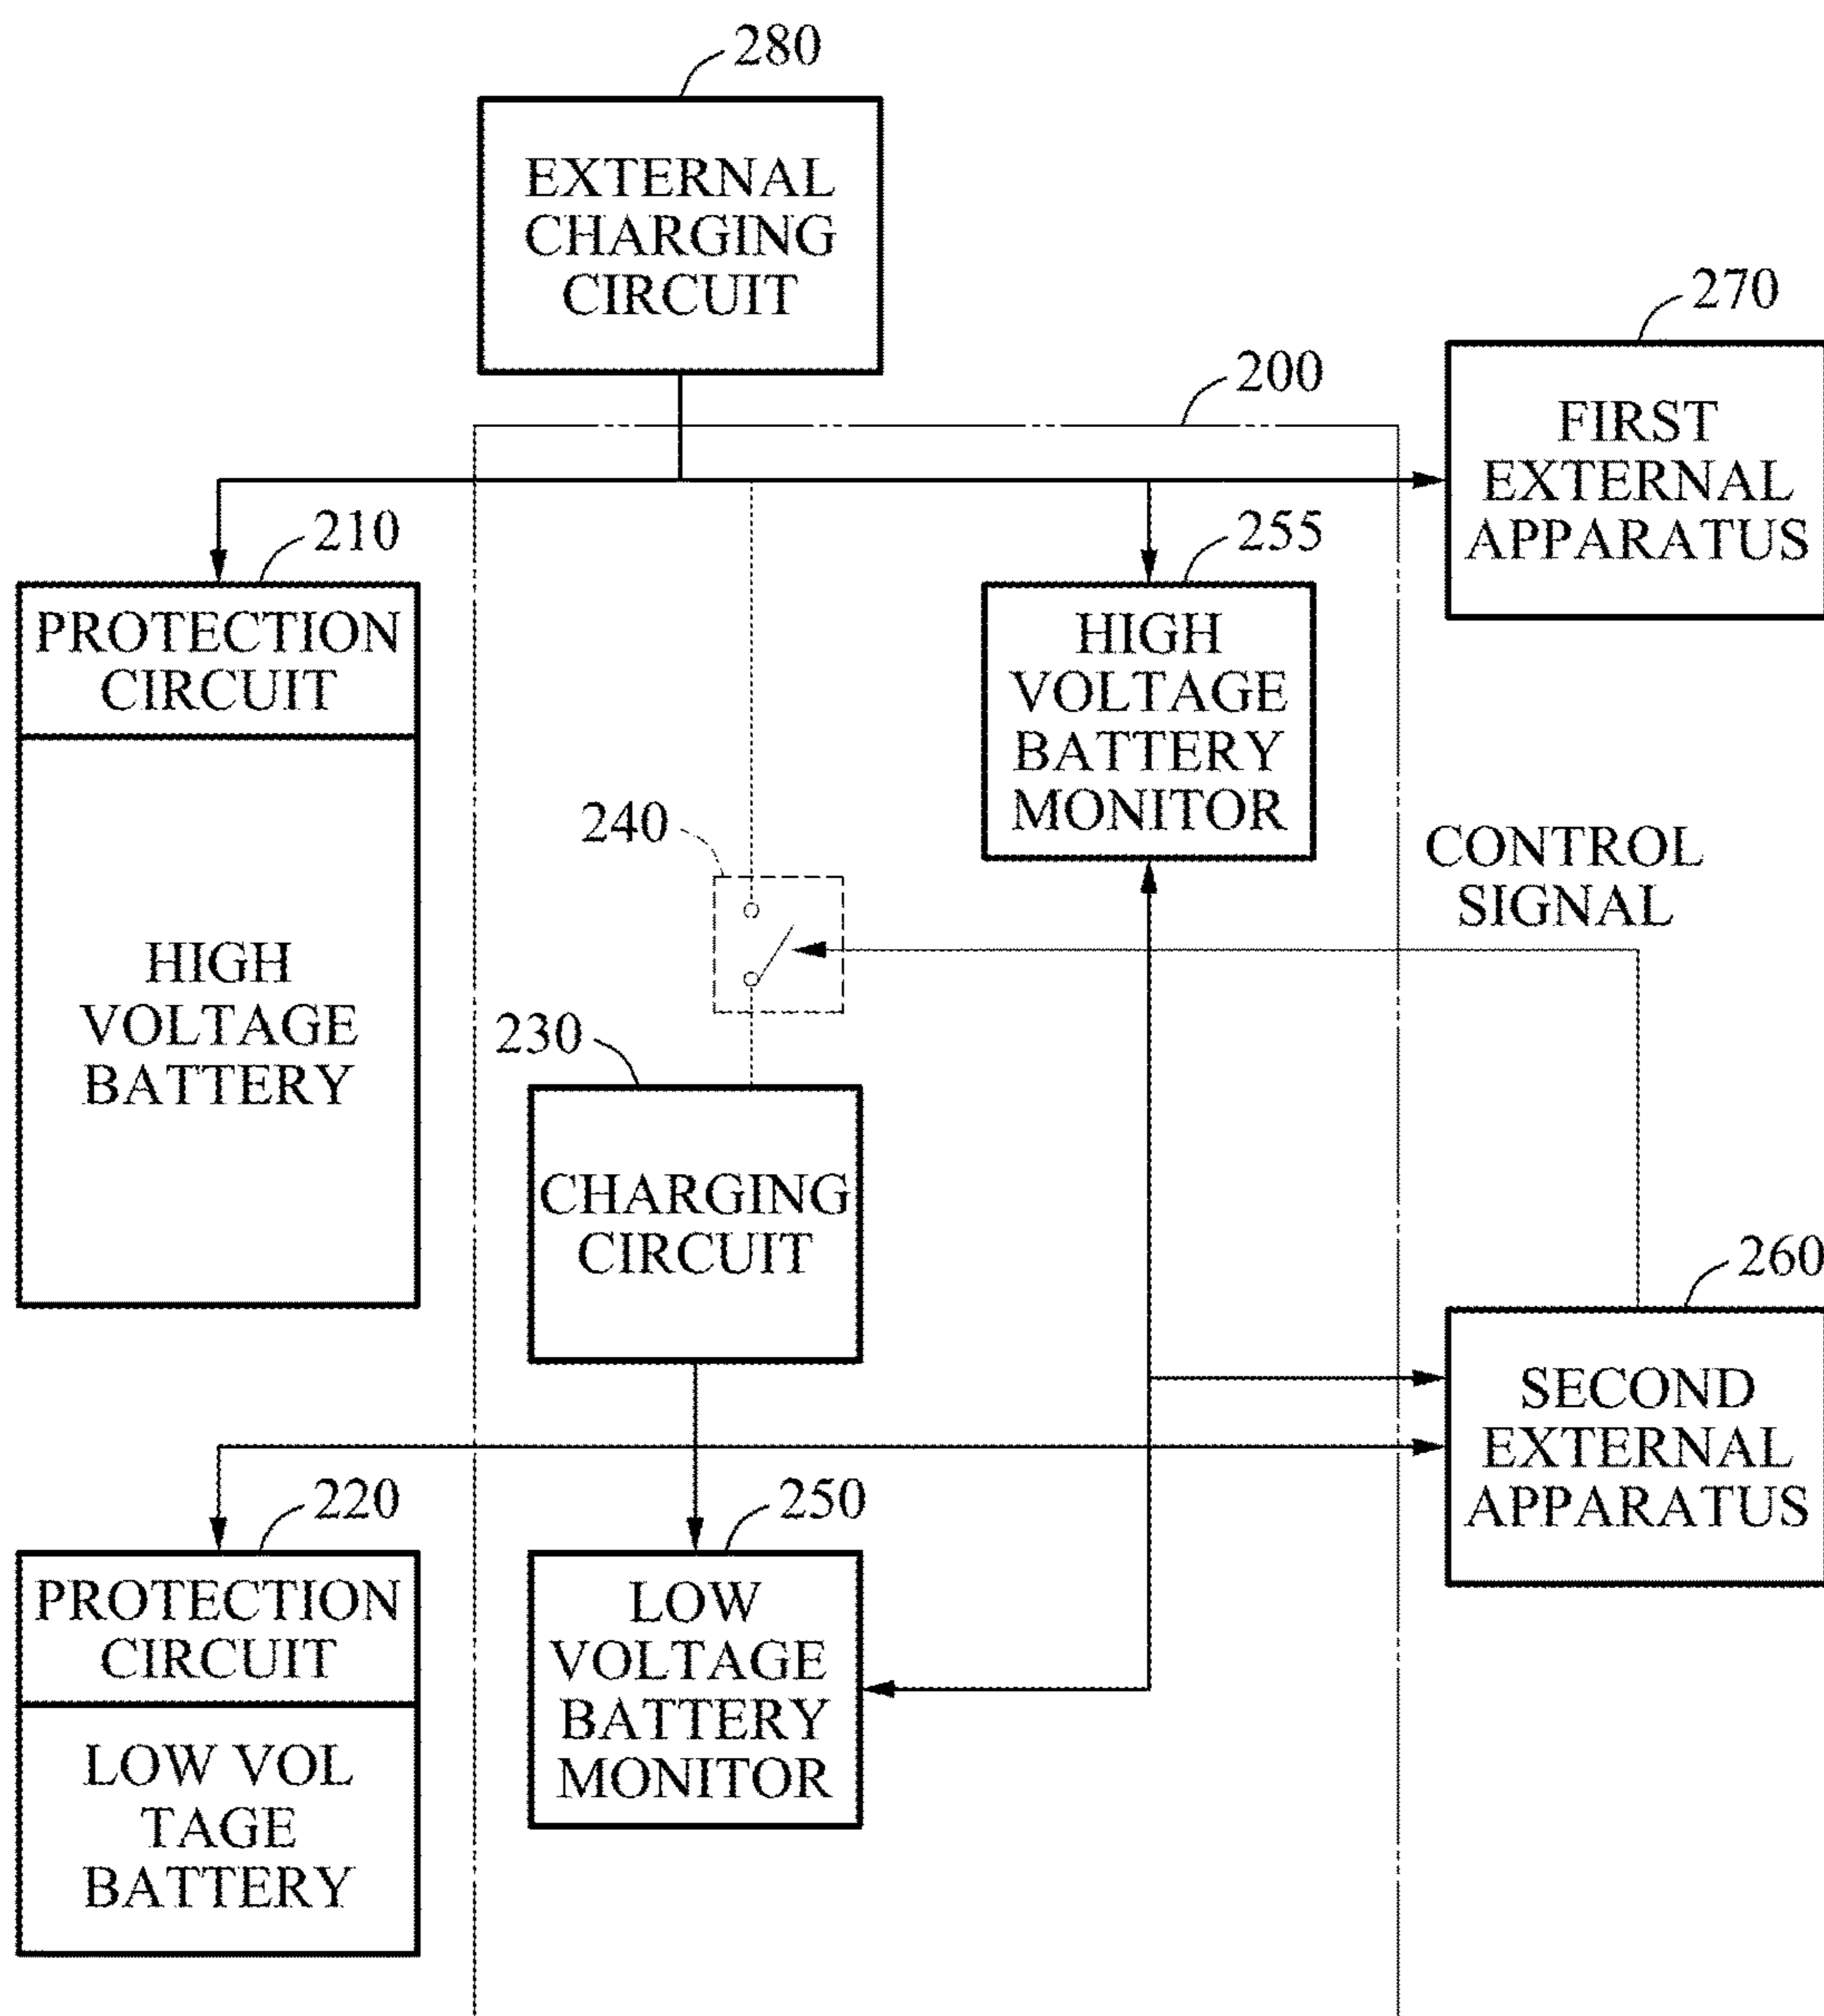 280
EXTERNAL
CHARGING
CIRCUIT
270
FIRST
EXTERNAL
APPARATUS
200
210
PROTECTION
CIRCUIT
HIGH
VOLTAGE
BATTERY
255
HIGH
VOLTAGE
BATTERY
MONITOR
240
CONTROL
SIGNAL
230
CHARGING
CIRCUIT
260
SECOND
EXTERNAL
APPARATUS
220
PROTECTION
CIRCUIT
LOW VOL
TAGE
BATTERY
250
LOW
VOLTAGE
BATTERY
MONITOR